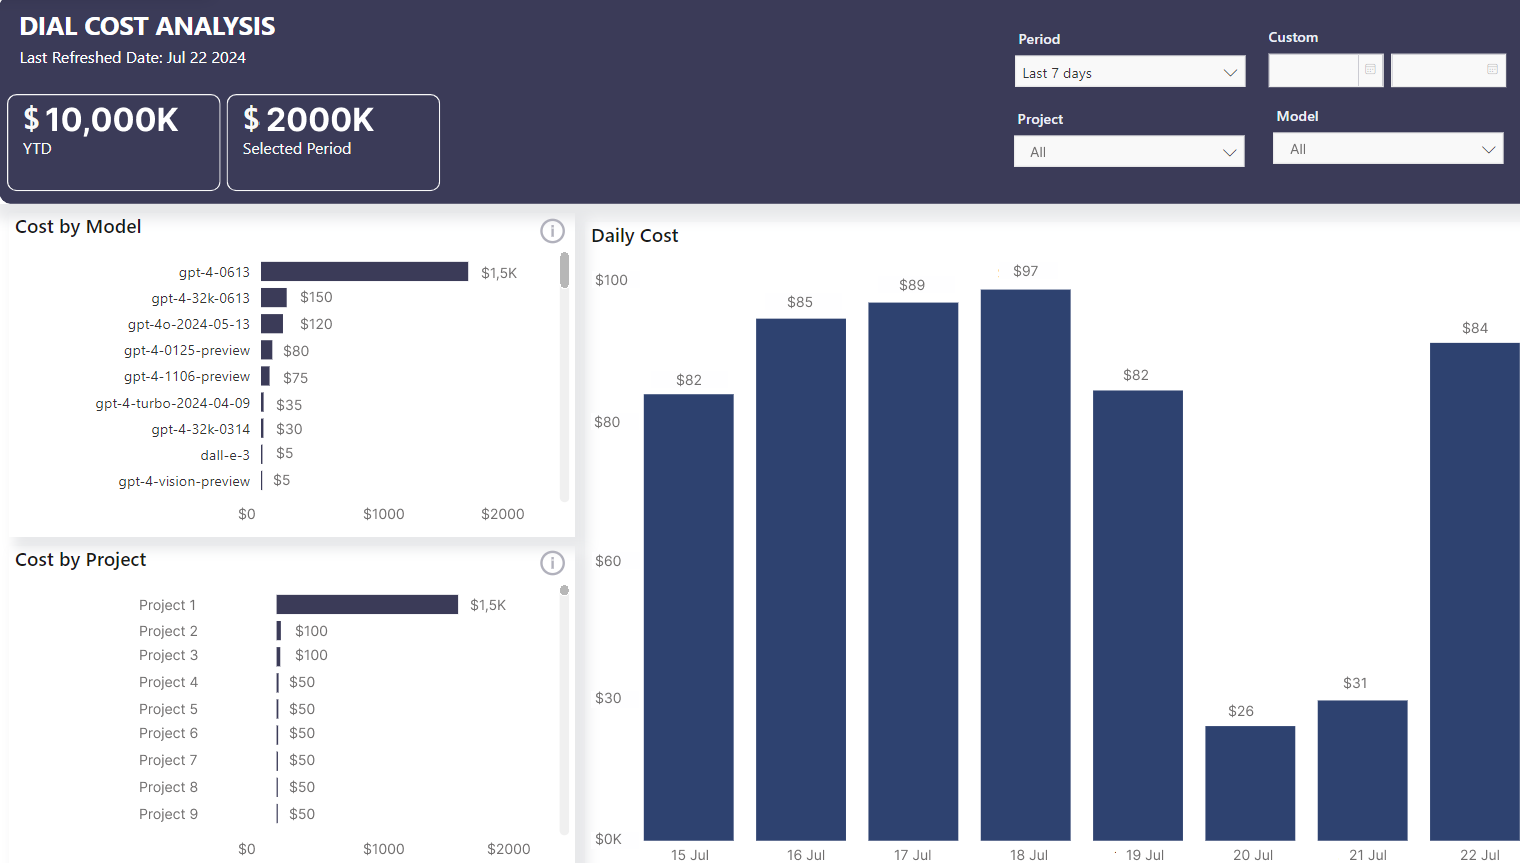 DIAL COST ANALYSIS
Last Refreshed Date: Jul 22 2024
$ 10,000K
YTD
$ 2000K
Selected Period
Period
Last 7 days
Custom
Project
All
Model
All
Cost by Model
gpt-4-0613 $1,5K
gpt-4-32k-0613 $150
gpt-4o-2024-05-13 $120
gpt-4-0125-preview $80
gpt-4-1106-preview $75
gpt-4-turbo-2024-04-09 $35
gpt-4-32k-0314 $30
dall-e-3 $5
gpt-4-vision-preview $5
$0 $1000 $2000
Cost by Project
Project 1 $1,5K
Project 2 $100
Project 3 $100
Project 4 $50
Project 5 $50
Project 6 $50
Project 7 $50
Project 8 $50
Project 9 $50
$0 $1000 $2000
Daily Cost
$100
$80
$60
$30
$0K
$82 $85 $89 $97 $82 $26 $31 $84
15 Jul 16 Jul 17 Jul 18 Jul 19 Jul 20 Jul 21 Jul 22 Jul